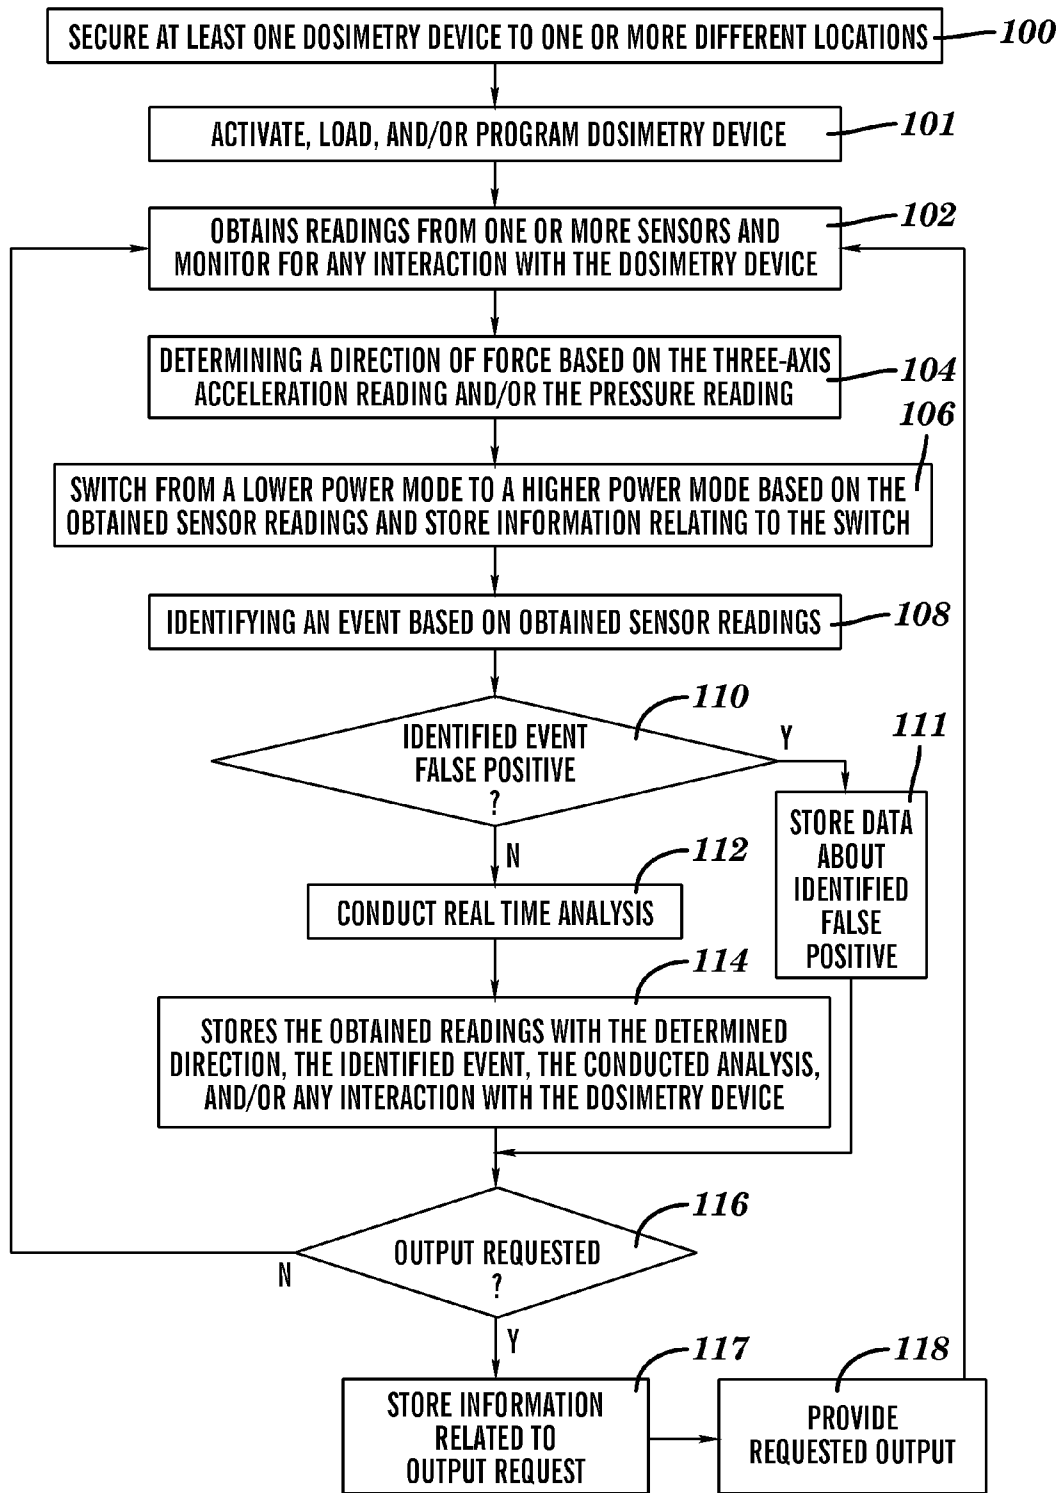 SECURE AT LEAST ONE DOSIMETRY DEVICE TO ONE OR MORE DIFFERENT LOCATIONS
100
ACTIVATE, LOAD, AND/OR PROGRAM DOSIMETRY DEVICE
101
OBTAINS READINGS FROM ONE OR MORE SENSORS AND
MONITOR FOR ANY INTERACTION WITH THE DOSIMETRY DEVICE
102
DETERMINING A DIRECTION OF FORCE BASED ON THE THREE-AXIS
ACCELERATION READING AND/OR THE PRESSURE READING
104
106
SWITCH FROM A LOWER POWER MODE TO A HIGHER POWER MODE BASED ON THE
OBTAINED SENSOR READINGS AND STORE INFORMATION RELATING TO THE SWITCH
IDENTIFYING AN EVENT BASED ON OBTAINED SENSOR READINGS
108
110
IDENTIFIED EVENT
FALSE POSITIVE
?
Y
111
STORE DATA
ABOUT
IDENTIFIED
FALSE
POSITIVE
N
112
CONDUCT REAL TIME ANALYSIS
114
STORES THE OBTAINED READINGS WITH THE DETERMINED
DIRECTION, THE IDENTIFIED EVENT, THE CONDUCTED ANALYSIS,
AND/OR ANY INTERACTION WITH THE DOSIMETRY DEVICE
116
OUTPUT REQUESTED
?
N
Y
117
STORE INFORMATION
RELATED TO
OUTPUT REQUEST
118
PROVIDE
REQUESTED OUTPUT